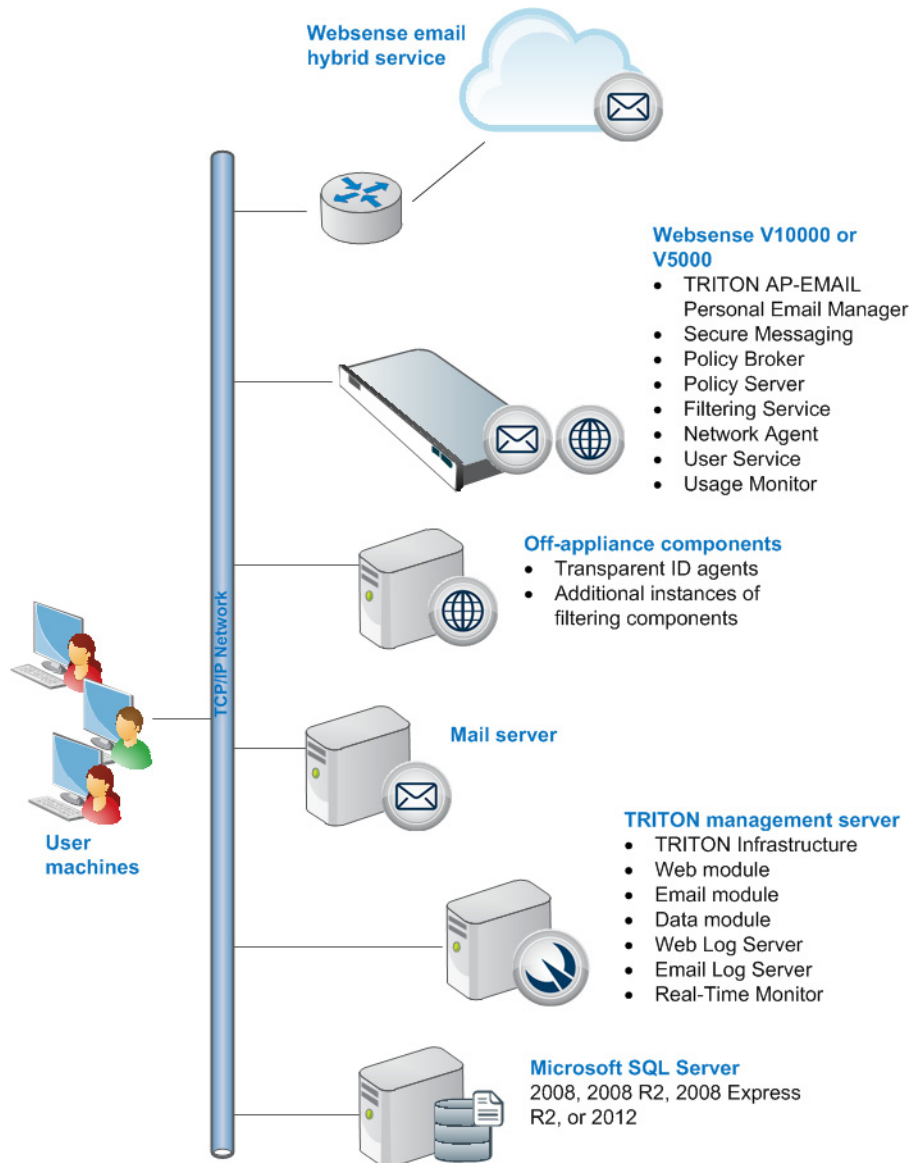 Websense email
hybrid service
Websense V10000 or
V5000
• TRITON AP-EMAIL
Personal Email Manager
• Secure Messaging
• Policy Broker
• Policy Server
• Filtering Service
• Network Agent
• User Service
• Usage Monitor
Off-appliance components
• Transparent ID agents
• Additional instances of
filtering components
TCP/IP Network
User
machines
Mail server
TRITON management server
• TRITON Infrastructure
• Web module
• Email module
• Data module
• Web Log Server
• Email Log Server
• Real-Time Monitor
Microsoft SQL Server
2008, 2008 R2, 2008 Express
R2, or 2012